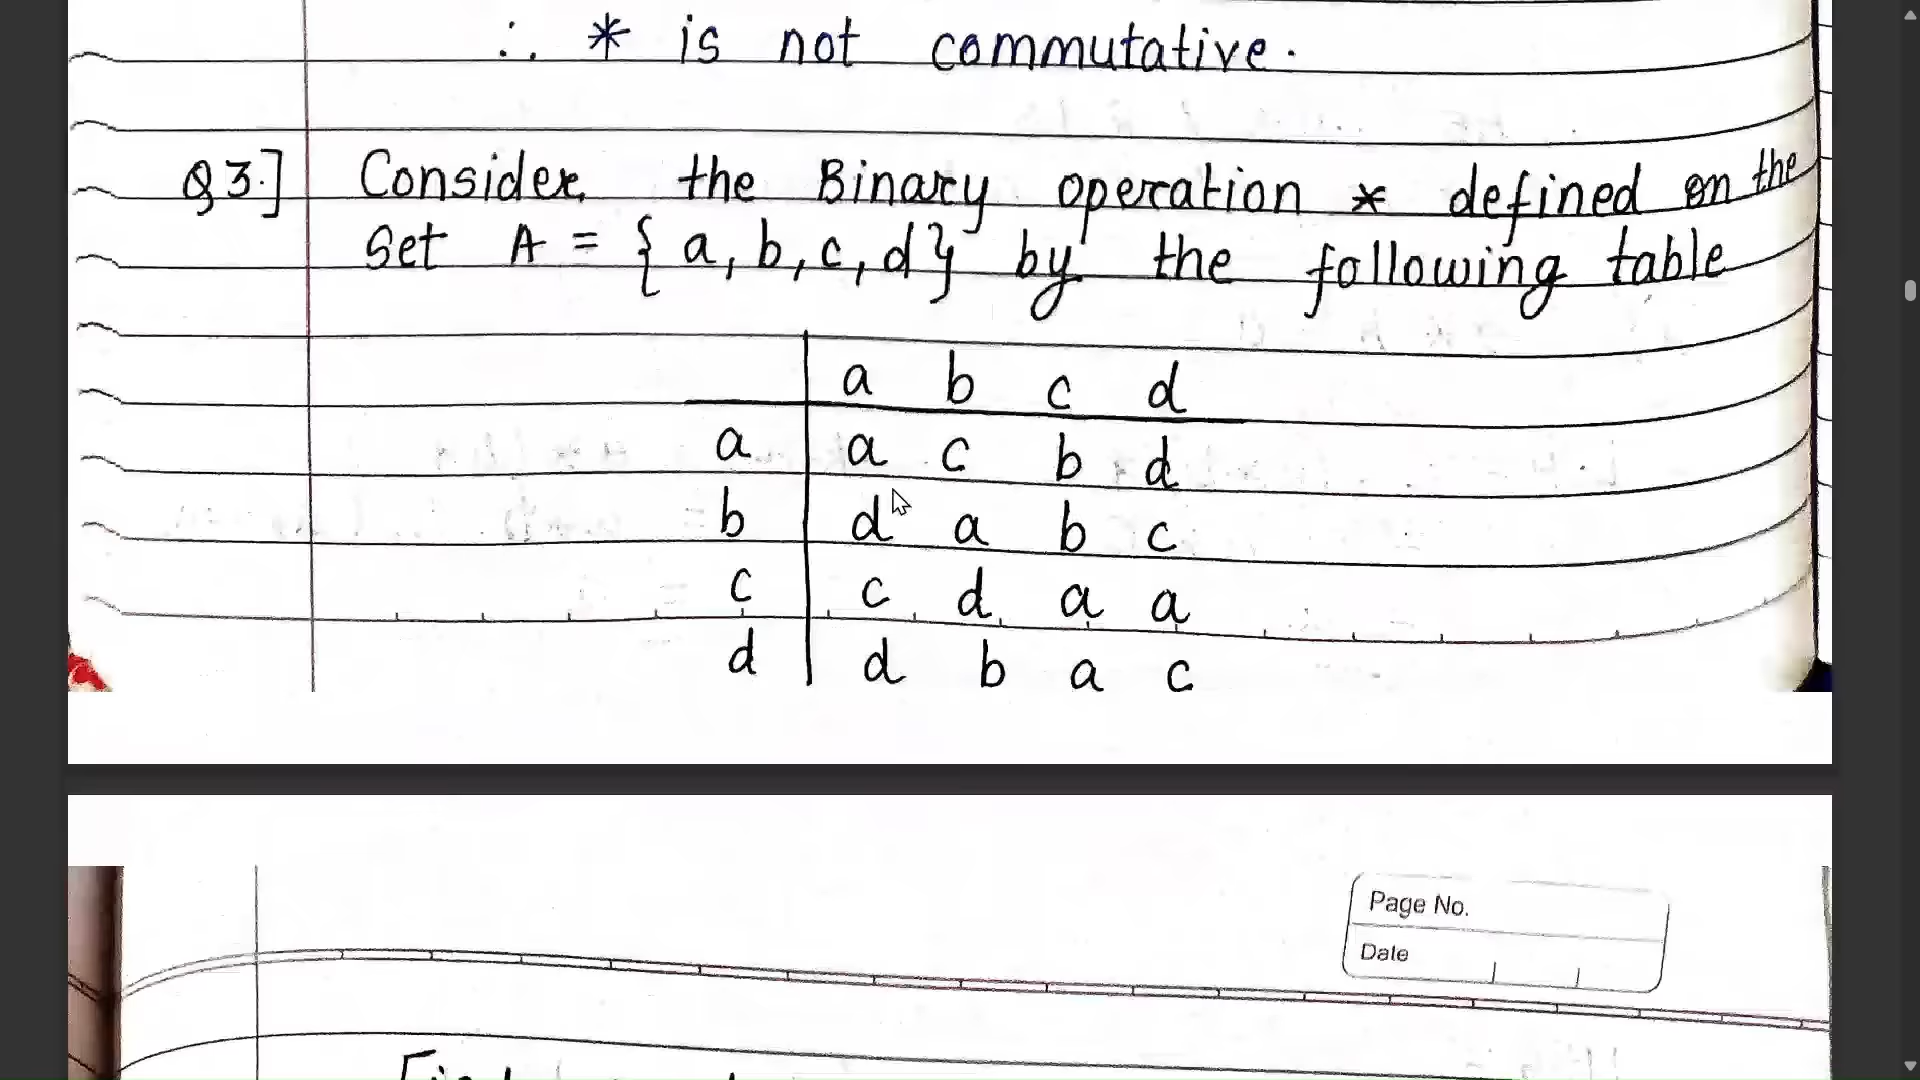 ∴ * is not commutative.
Q3.] Consider the Binary operation * defined on the
Set A = { a, b, c, d } by the following table
a b c d
a a c b d
b d a b c
c c d a a
d d b a c
Page No.
Date